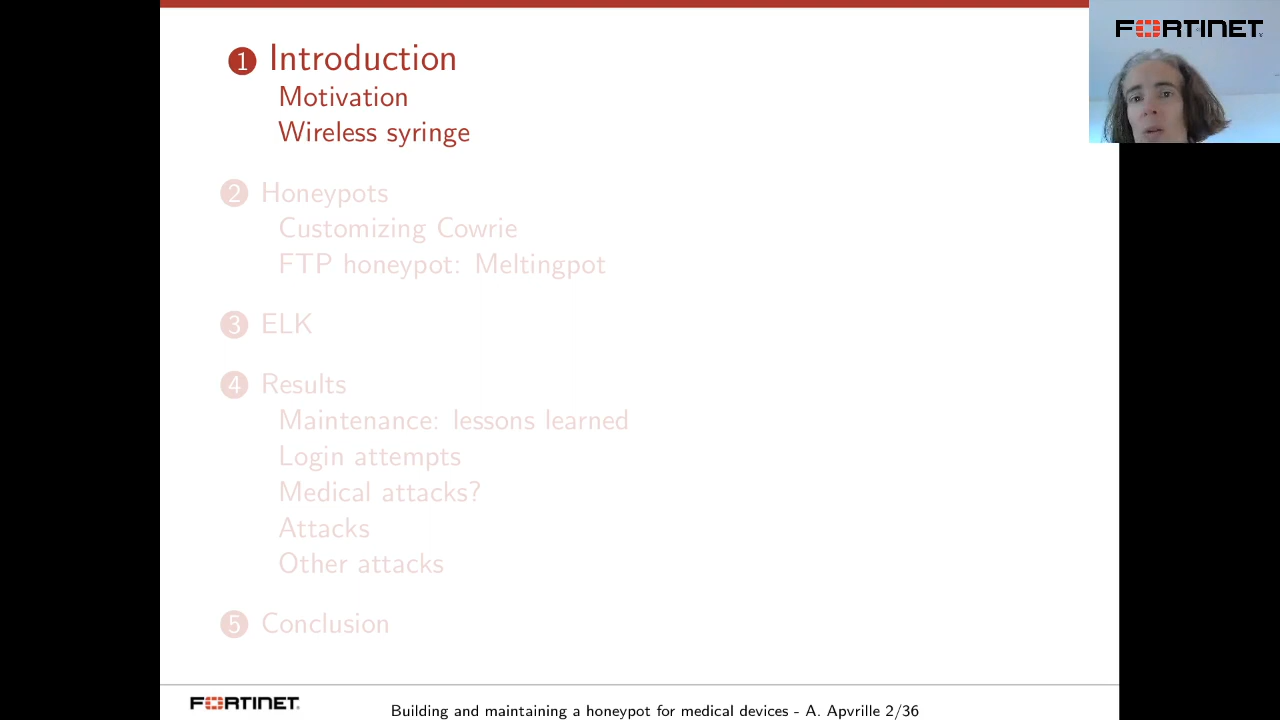 FORTINET
1 Introduction
Motivation
Wireless syringe
2 Honeypots
Customizing Cowrie
FTP honeypot: Meltingpot
3 ELK
4 Results
Maintenance: lessons learned
Login attempts
Medical attacks?
Attacks
Other attacks
5 Conclusion
FORTINET
Building and maintaining a honeypot for medical devices - A. Apvrille 2/36